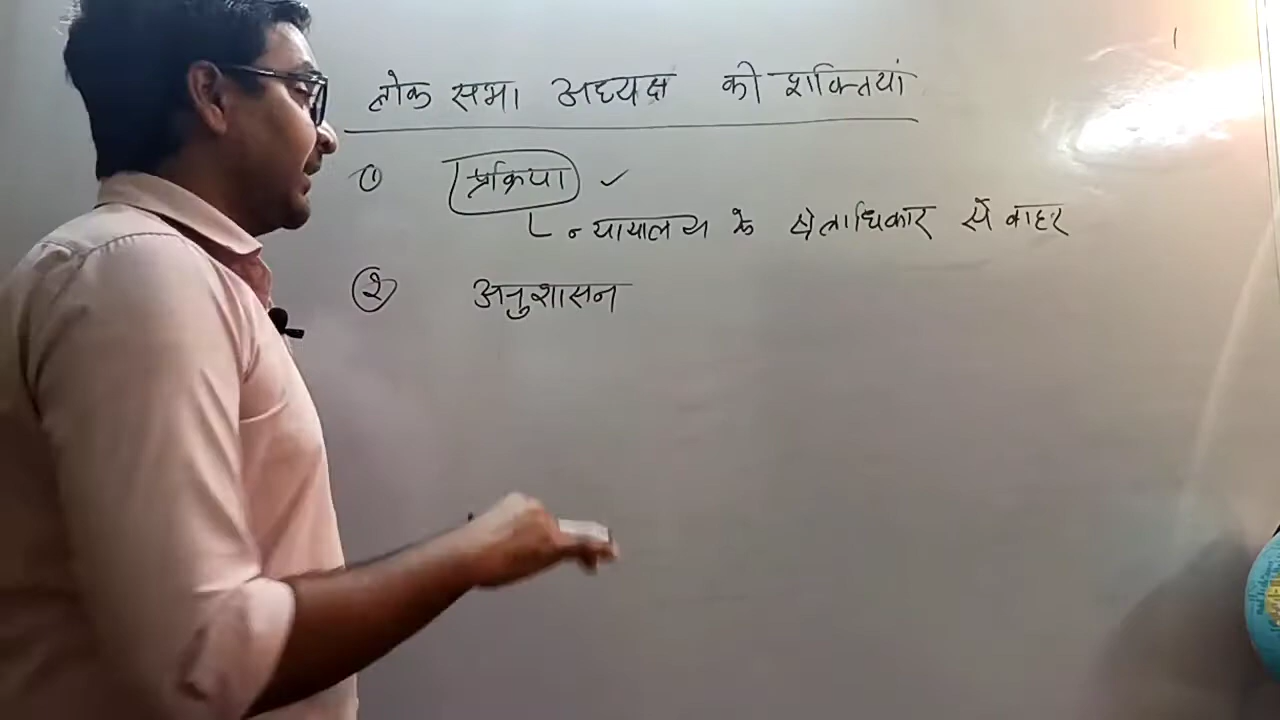 लोक सभा अध्यक्ष की शक्तियां
① प्रक्रिया ✓
न्यायालय के क्षेत्राधिकार से बाहर
② अनुशासन